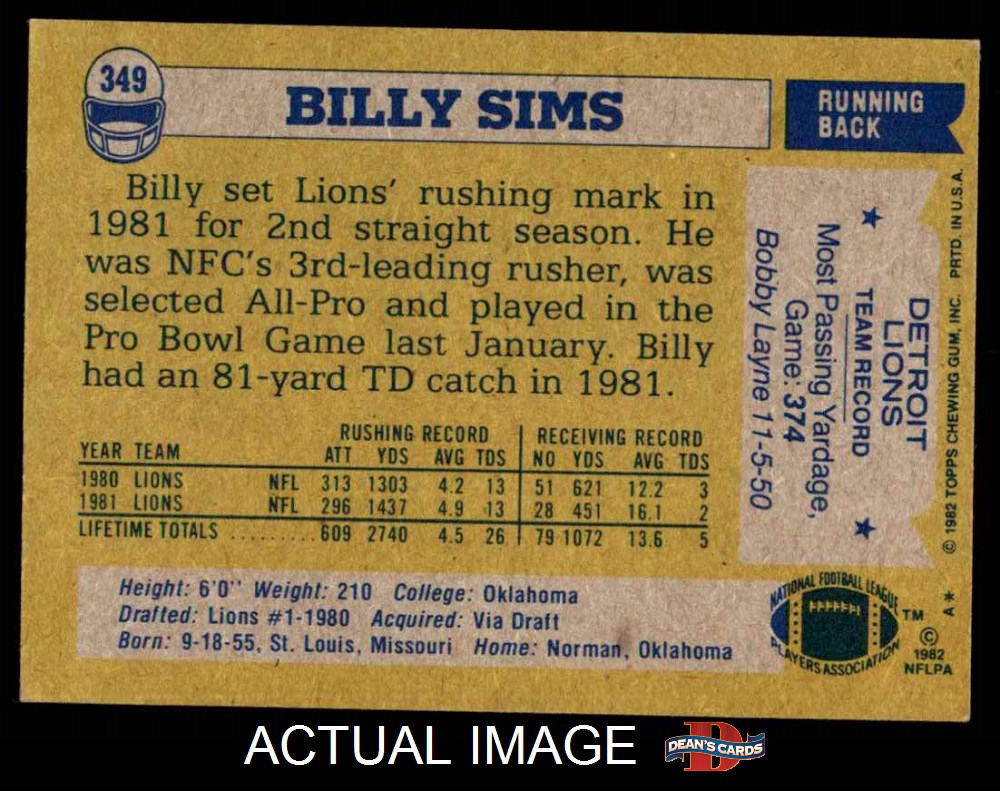 349
BILLY SIMS
RUNNING
BACK
Billy set Lions' rushing mark in
1981 for 2nd straight season. He
was NFC's 3rd-leading rusher, was
selected All-Pro and played in the
Pro Bowl Game last January. Billy
had an 81-yard TD catch in 1981.
RUSHING RECORD RECEIVING RECORD
YEAR TEAM ATT YDS AVG TDS NO YDS AVG TDS
1980 LIONS NFL 313 1303 4.2 13 51 621 12.2 3
1981 LIONS NFL 296 1437 4.9 13 28 451 16.1 2
LIFETIME TOTALS ......... 609 2740 4.5 26 79 1072 13.6 5
Height: 6'0" Weight: 210 College: Oklahoma
Drafted: Lions #1-1980 Acquired: Via Draft
Born: 9-18-55, St. Louis, Missouri Home: Norman, Oklahoma
DETROIT
LIONS
★ TEAM RECORD ★
Most Passing Yardage,
Game: 374
Bobby Layne 11-5-50
© 1982 TOPPS CHEWING GUM, INC. PRTD. IN U.S.A.
NATIONAL FOOTBALL LEAGUE
PLAYERS ASSOCIATION
TM
A*
©
1982
NFLPA
ACTUAL IMAGE
D
DEAN'S CARDS